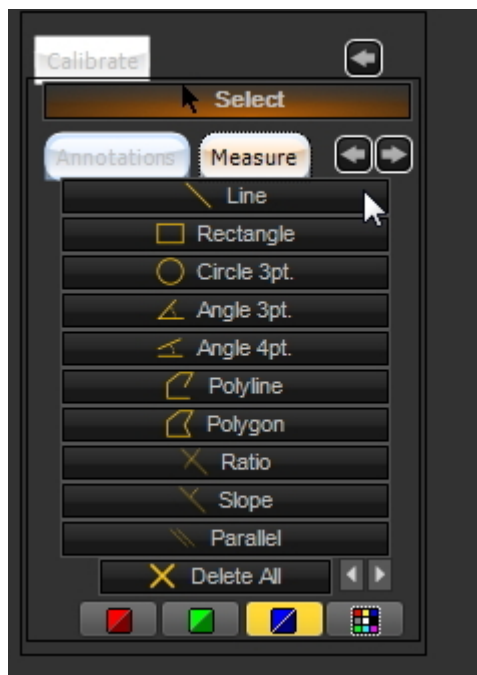 Calibrate
Select
Annotations Measure
Line
Rectangle
Circle 3pt.
Angle 3pt.
Angle 4pt.
Polyline
Polygon
Ratio
Slope
Parallel
Delete All